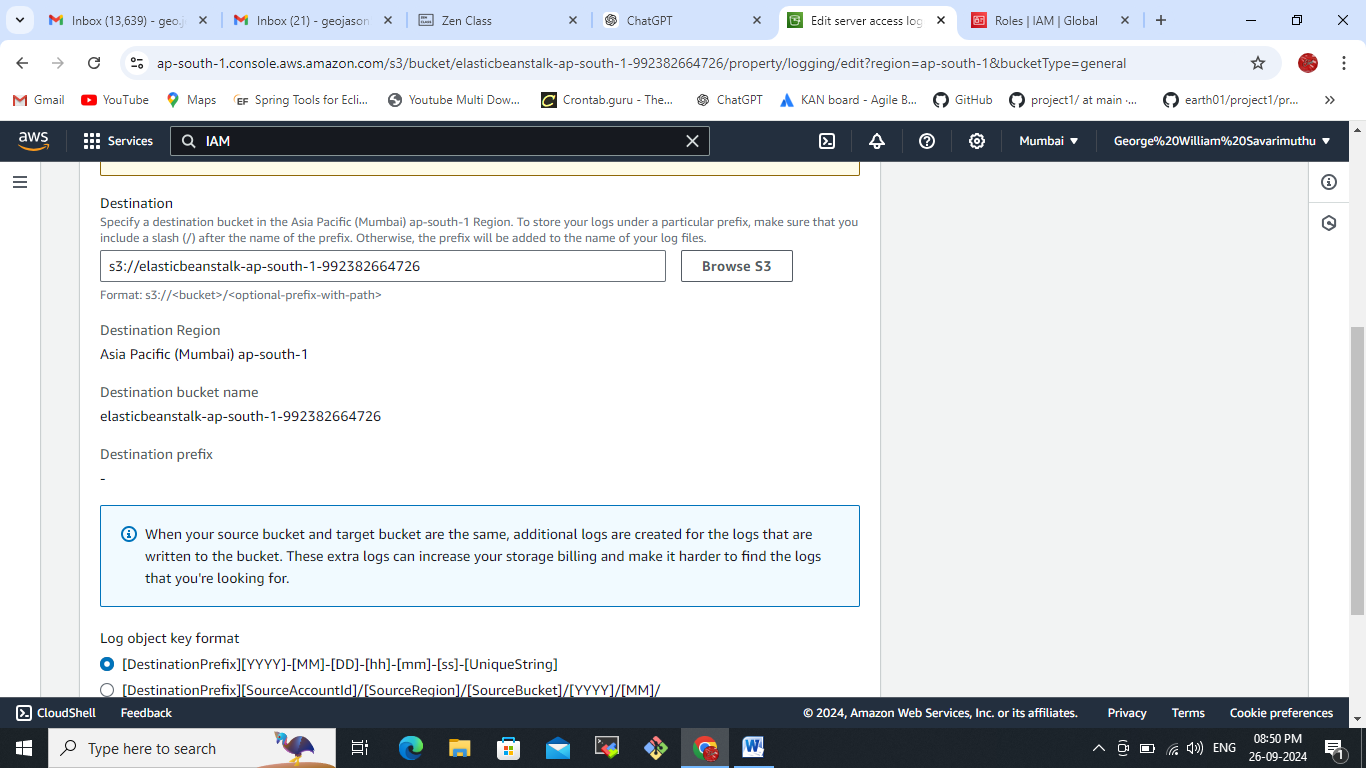 Inbox (13,639) - geo.j
Inbox (21) - geojason
Zen Class
ChatGPT
Edit server access log
Roles | IAM | Global
ap-south-1.console.aws.amazon.com/s3/bucket/elasticbeanstalk-ap-south-1-992382664726/property/logging/edit?region=ap-south-1&bucketType=general
Gmail
YouTube
Maps
EF Spring Tools for Ecli...
Youtube Multi Dow...
Crontab.guru - The...
ChatGPT
KAN board - Agile B...
GitHub
project1/ at main ·...
earth01/project1/pr...
aws
Services
IAM
Mumbai
George%20William%20Savarimuthu
Destination
Specify a destination bucket in the Asia Pacific (Mumbai) ap-south-1 Region. To store your logs under a particular prefix, make sure that you
include a slash (/) after the name of the prefix. Otherwise, the prefix will be added to the name of your log files.
s3://elasticbeanstalk-ap-south-1-992382664726
Browse S3
Format: s3://<bucket>/<optional-prefix-with-path>
Destination Region
Asia Pacific (Mumbai) ap-south-1
Destination bucket name
elasticbeanstalk-ap-south-1-992382664726
Destination prefix
-
When your source bucket and target bucket are the same, additional logs are created for the logs that are
written to the bucket. These extra logs can increase your storage billing and make it harder to find the logs
that you're looking for.
Log object key format
[DestinationPrefix][YYYY]-[MM]-[DD]-[hh]-[mm]-[ss]-[UniqueString]
[DestinationPrefix][SourceAccountId]/[SourceRegion]/[SourceBucket]/[YYYY]/[MM]/
CloudShell
Feedback
© 2024, Amazon Web Services, Inc. or its affiliates.
Privacy
Terms
Cookie preferences
Type here to search
ENG
08:50 PM
26-09-2024
1